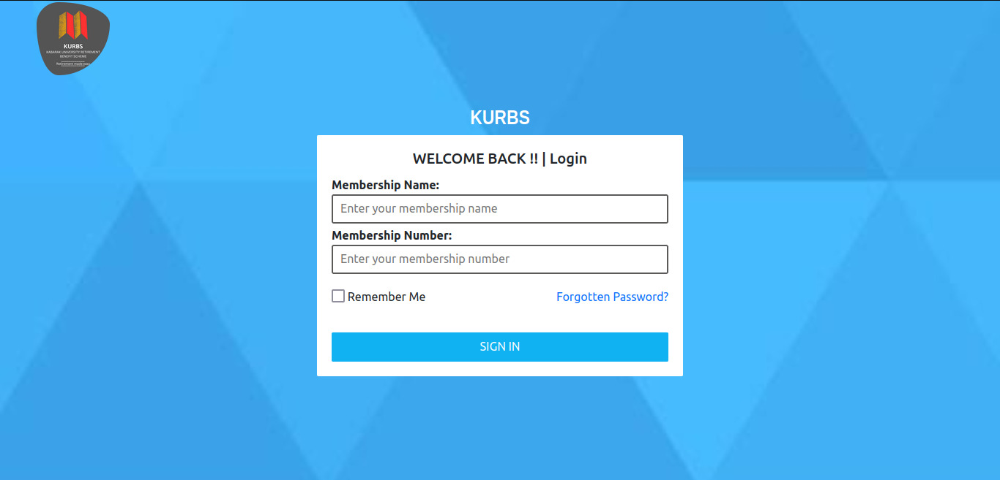 KURBS
KABARAK UNIVERSITY RETIREMENT
BENEFIT SCHEME
Retirement made easy
KURBS
WELCOME BACK !! | Login
Membership Name:
Enter your membership name
Membership Number:
Enter your membership number
Remember Me
Forgotten Password?
SIGN IN